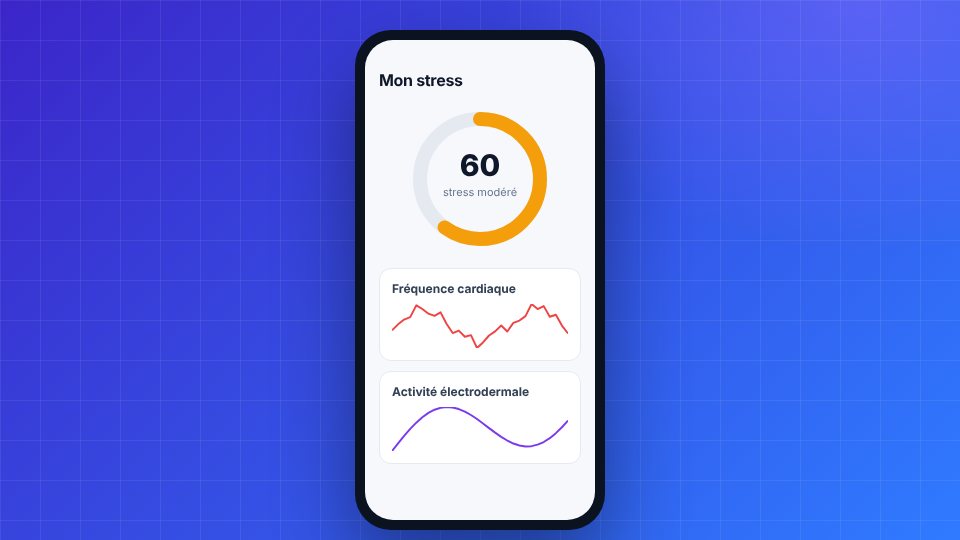 Mon stress
60
stress modéré
Fréquence cardiaque
Activité électrodermale